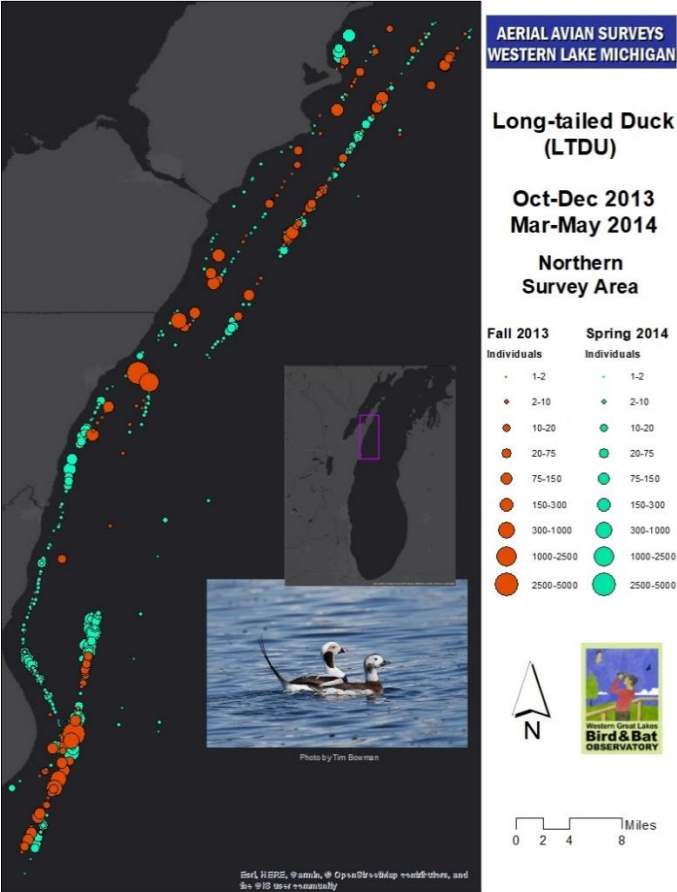 AERIAL AVIAN SURVEYS
WESTERN LAKE MICHIGAN
Long-tailed Duck
(LTDU)
Oct-Dec 2013
Mar-May 2014
Northern
Survey Area
Fall 2013 Spring 2014
Individuals Individuals
1-2 1-2
2-10 2-10
10-20 10-20
20-75 20-75
75-150 75-150
150-300 150-300
300-1000 300-1000
1000-2500 1000-2500
2500-5000 2500-5000
N
Western Great Lakes
Bird & Bat
OBSERVATORY
Photo by Tim Bowman
Miles
0 2 4 8
Esri, HERE, Garmin, © OpenStreetMap contributors, and
the GIS user community